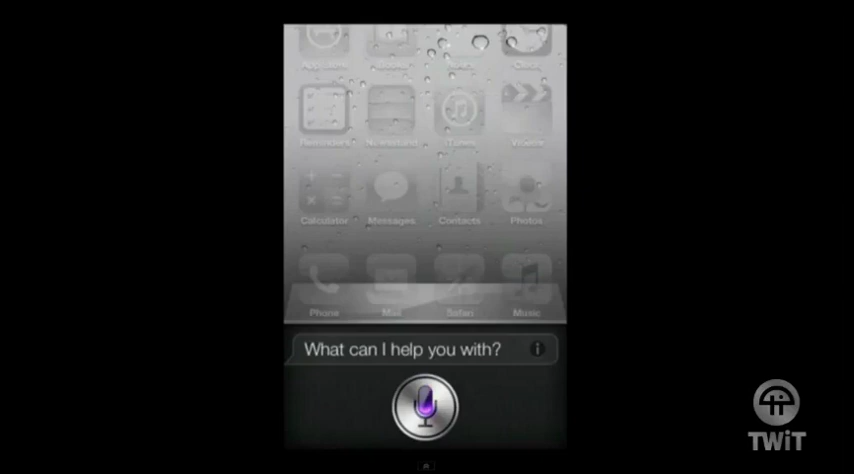 Reminders Newsstand iTunes Videos
Calculator Messages Contacts Photos
Phone Mail Safari Music
What can I help you with?
TWiT